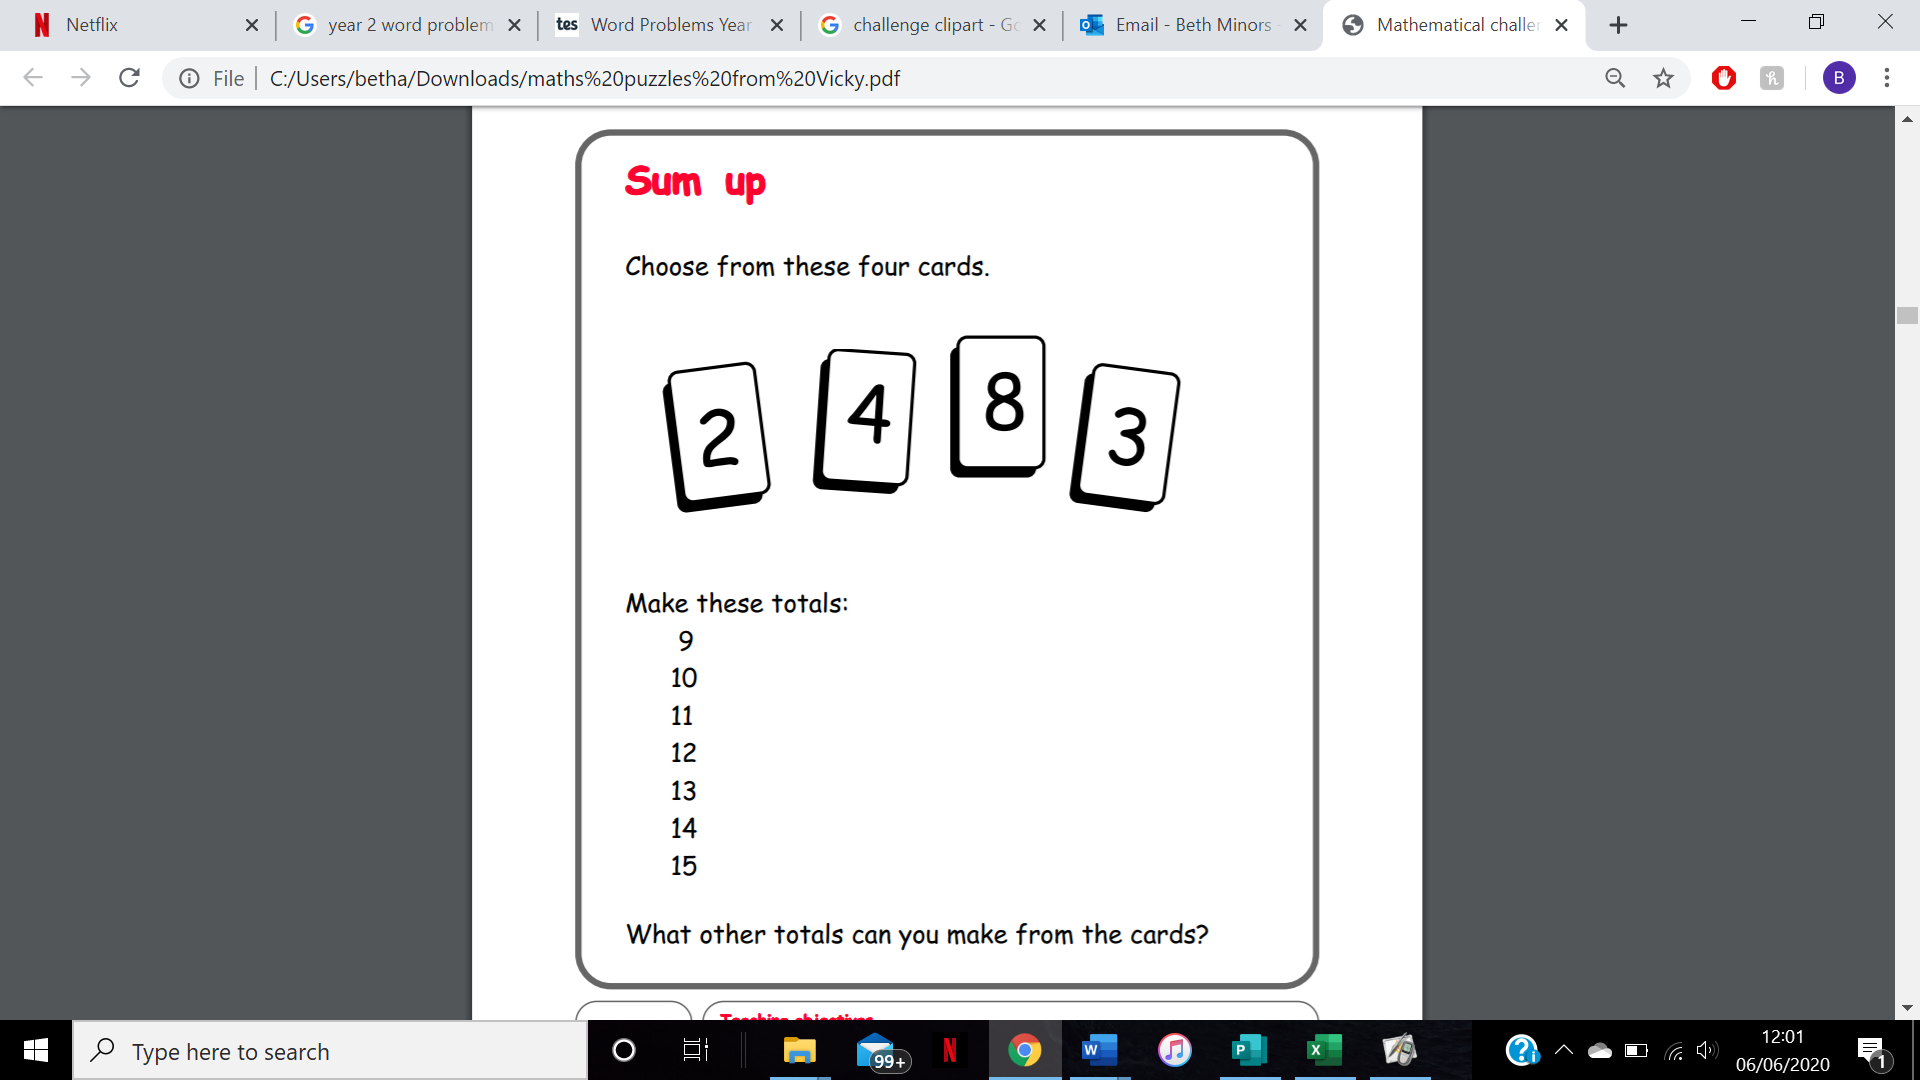 Netflix
year 2 word problem
tes Word Problems Year
challenge clipart - Go
Email - Beth Minors -
Mathematical challen
File
C:/Users/betha/Downloads/maths%20puzzles%20from%20Vicky.pdf
B
Sum up
Choose from these four cards.
2 4 8 3
Make these totals:
9
10
11
12
13
14
15
What other totals can you make from the cards?
Teaching objectives
Type here to search
99+
12:01
06/06/2020
1